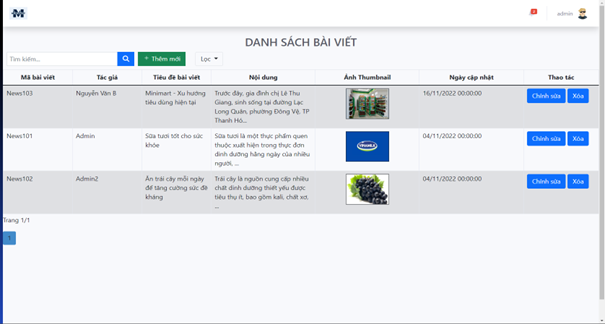 M
4
admin
DANH SÁCH BÀI VIẾT
Tìm kiếm...
+ Thêm mới
Lọc
Mã bài viết Tác giả Tiêu đề bài viết Nội dung Ảnh Thumbnail Ngày cập nhật Thao tác
News103 Nguyễn Văn B Minimart - Xu hướng Trước đây, gia đình chị Lê Thu 16/11/2022 00:00:00 Chỉnh sửa Xóa
tiêu dùng hiện tại Giang, sinh sống tại đường Lạc
Long Quân, phường Đông Vệ, TP
Thanh Hó...
News101 Admin Sữa tươi tốt cho sức Sữa tươi là một thực phẩm quen 04/11/2022 00:00:00 Chỉnh sửa Xóa
khỏe thuộc xuất hiện trong thực đơn
dinh dưỡng hằng ngày của nhiều
người, ...
VINAMILK
News102 Admin2 Ăn trái cây mỗi ngày Trái cây là nguồn cung cấp nhiều 04/11/2022 00:00:00 Chỉnh sửa Xóa
để tăng cường sức đề chất dinh dưỡng thiết yếu được
kháng tiêu thụ ít, bao gồm kali, chất xơ,
...
Trang 1/1
1